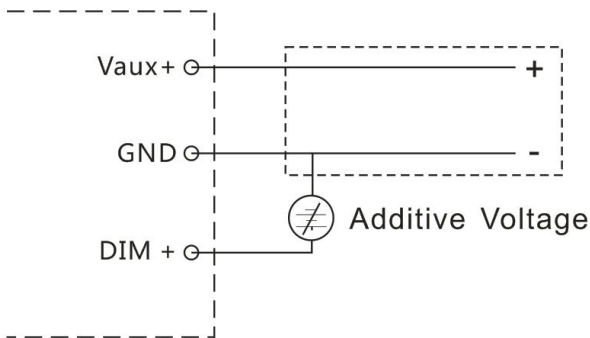 Vaux+
+
GND
-
Additive Voltage
DIM +